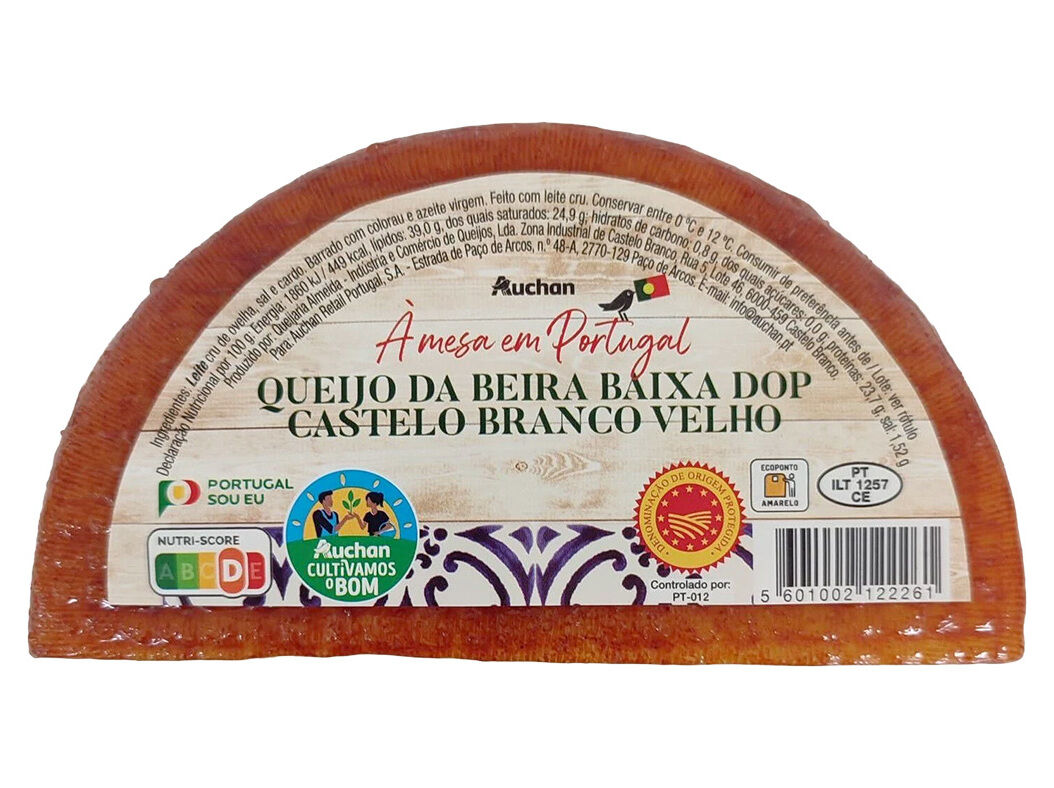 Ingredientes: Leite cru de ovelha, sal e cardo. Barrado com colorau e azeite virgem. Feito com leite cru. Conservar entre 0 ºC e 12 ºC. Consumir de preferência antes de / Lote: ver rótulo
Declaração Nutricional por 100 g Energia: 1860 kJ / 449 kcal, lípidos: 39,0 g, dos quais saturados: 24,9 g; hidratos de carbono: 0,8 g, dos quais açúcares: 0,0 g; proteínas: 23,7 g; sal: 1,52 g
Produzido por: Queijaria Almeida - Indústria e Comércio de Queijos, Lda. Zona Industrial de Castelo Branco, Rua 5, Lote 46, 6000-459 Castelo Branco.
Para: Auchan Retail Portugal, S.A. - Estrada de Paço de Arcos, n.º 48-A, 2770-129 Paço de Arcos. E-mail: info@auchan.pt
Auchan
À mesa em Portugal
QUEIJO DA BEIRA BAIXA DOP
CASTELO BRANCO VELHO
PORTUGAL
SOU EU
NUTRI-SCORE
A B C D E
Auchan
CULTiVAMOS
O BOM
DENOMINAÇÃO DE ORIGEM PROTEGIDA
Controlado por:
PT-012
ECOPONTO
AMARELO
PT
ILT 1257
CE
5 601002 122261